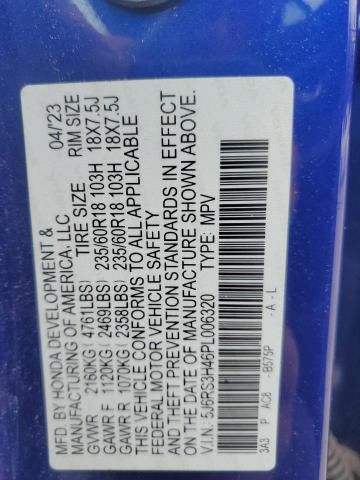 MFD. BY HONDA DEVELOPMENT & 04/23
MANUFACTURING OF AMERICA, LLC
TIRE SIZE RIM SIZE
GVWR 2160KG (4761LBS)
GAWR F 1120KG (2469LBS) 235/60R18 103H 18X7.5J
GAWR R 1070KG (2358LBS) 235/60R18 103H 18X7.5J
THIS VEHICLE CONFORMS TO ALL APPLICABLE
FEDERAL MOTOR VEHICLE SAFETY
AND THEFT PREVENTION STANDARDS IN EFFECT
ON THE DATE OF MANUFACTURE SHOWN ABOVE.
V.I.N: 5J6RS3H46PL006320 TYPE: MPV
3A3 P AC8 -B575P -A-L